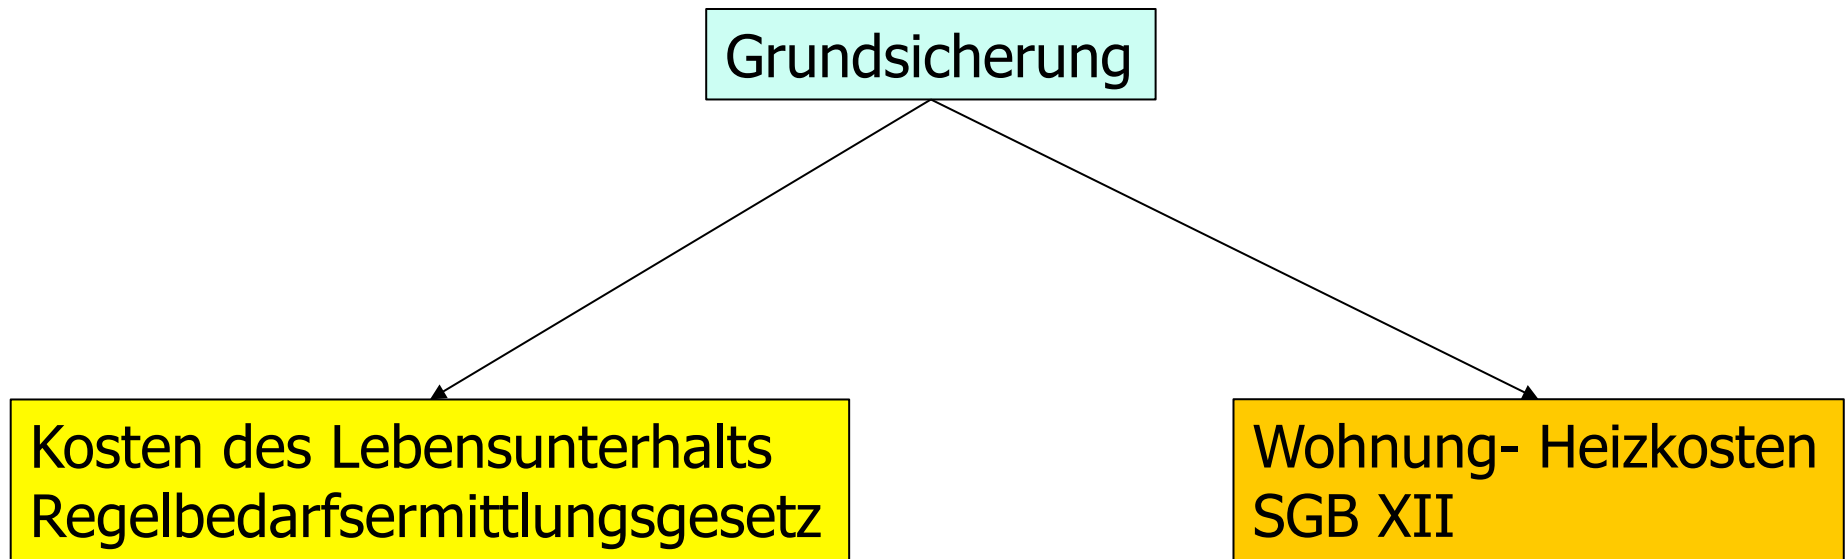 Grundsicherung
Kosten des Lebensunterhalts
Regelbedarfsermittlungsgesetz
Wohnung- Heizkosten
SGB XII